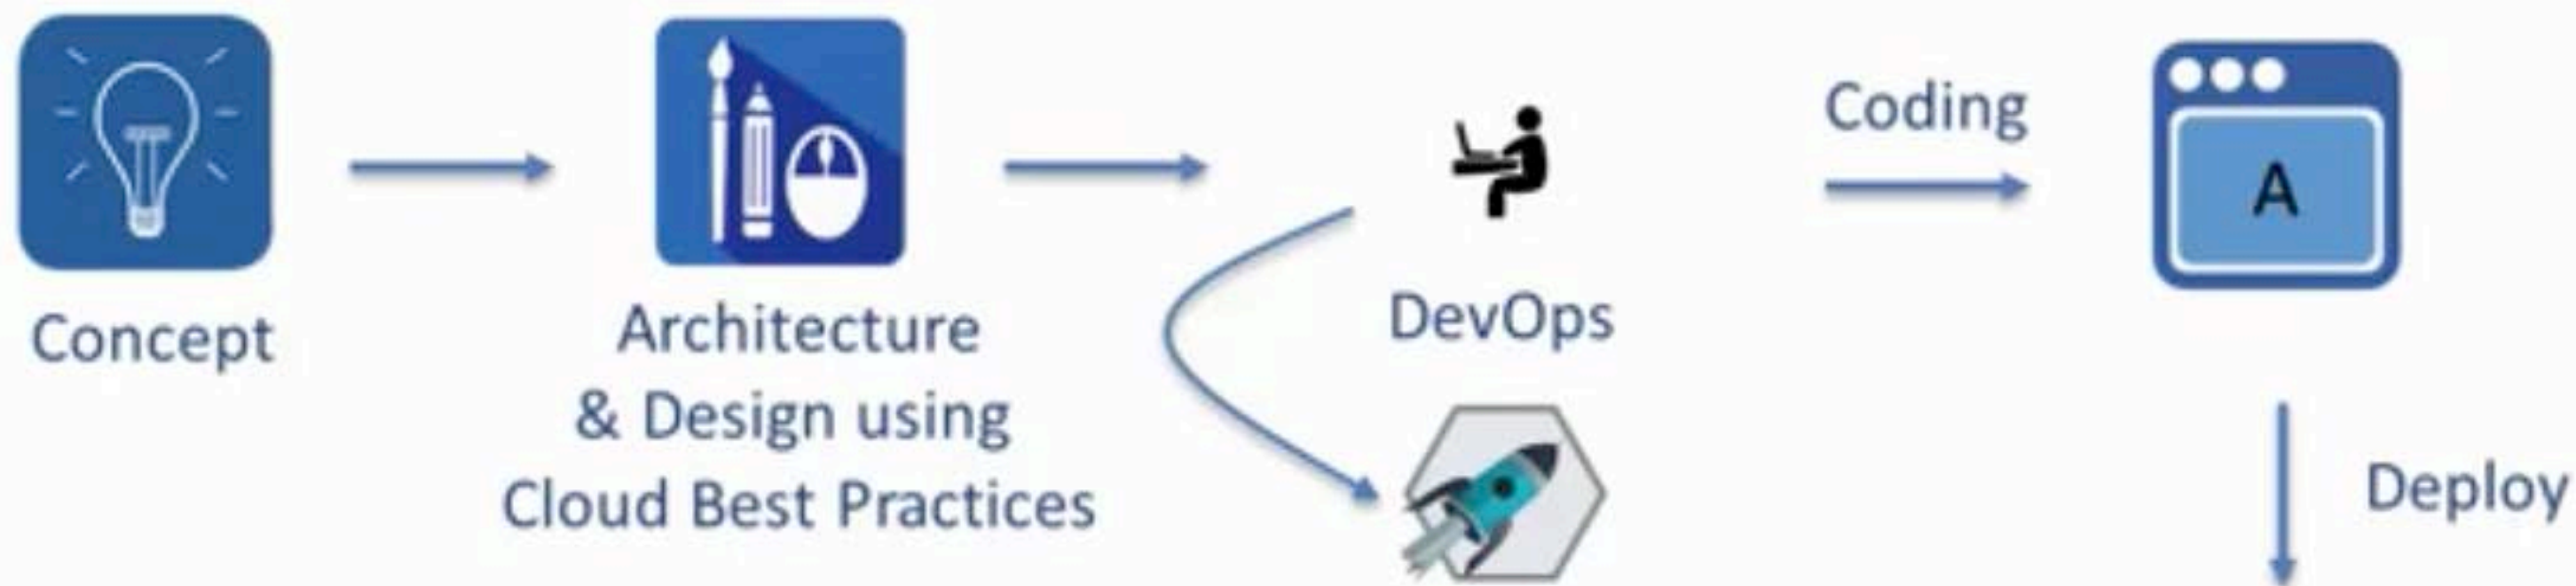 Concept
Architecture
& Design using
Cloud Best Practices
DevOps
Coding
A
Deploy